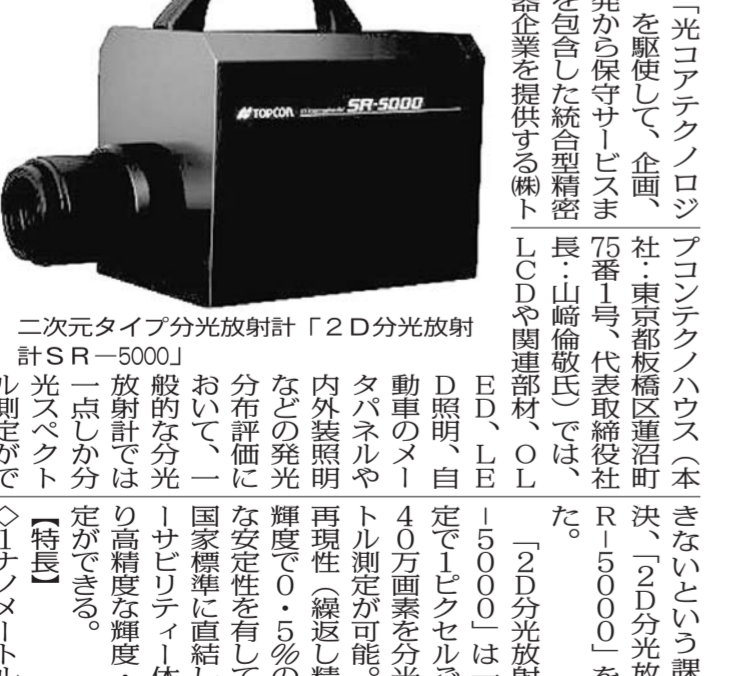 TOPCON SR-5000
「光コアテクノロジ
を駆使して、企画、
発から保守サービスま
を包含した統合型精密
器企業を提供する㈱ト
プコンテクノハウス（本
社：東京都板橋区蓮沼町
75番1号、代表取締役社
長：山﨑倫敬氏）では、
LCDや関連部材、OL
ED、LE
D照明、自
動車のメー
タパネルや
内外装照明
などの発光
分布評価に
おいて、一
般的な分光
放射計では
一点しか分
光スペクト
ル測定がで
きないという課
決、「2D分光放
R－5000」を
た。
「2D分光放射
－5000」は一
定で1ピクセルご
40万画素を分光
トル測定が可能。
再現性（繰返し精
輝度で0・5％の
な安定性を有して
国家標準に直結し
ーサビリティー体
り高精度な輝度・
定ができる。
【特長】
◇1ナノメートル
二次元タイプ分光放射計「2D分光放射
計SR―5000」